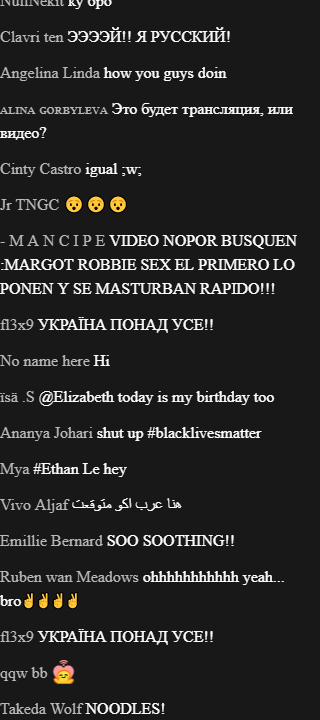 NullNekit ку бро
Clavri ten ЭЭЭЭЙ!! Я РУССКИЙ!
Angelina Linda how you guys doin
ᴀʟɪɴᴀ ɢᴏʀʙʏʟᴇᴠᴀ Это будет трансляция, или
видео?
Cinty Castro igual ;w;
Jr TNGC 😯😯😯
- M A N C I P E VIDEO NOPOR BUSQUEN
:MARGOT ROBBIE SEX EL PRIMERO LO
PONEN Y SE MASTURBAN RAPIDO!!!
fl3x9 УКРАЇНА ПОНАД УСЕ!!
No name here Hi
ïsä .S @Elizabeth today is my birthday too
Ananya Johari shut up #blacklivesmatter
Mya #Ethan Le hey
Vivo Aljaf هنا عرب اكو متوقعت
Emillie Bernard SOO SOOTHING!!
Ruben wan Meadows ohhhhhhhhhhh yeah...
bro✌✌✌✌
fl3x9 УКРАЇНА ПОНАД УСЕ!!
qqw bb
Takeda Wolf NOODLES!